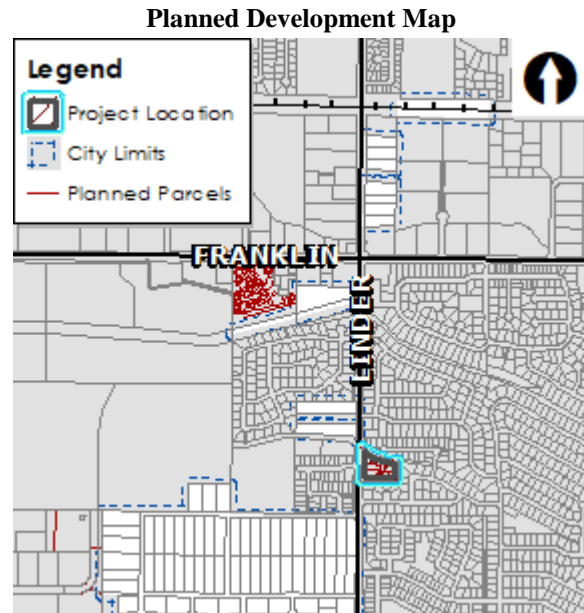 Planned Development Map
Legend
Project Location
City Limits
Planned Parcels
FRANKLIN
LINDER